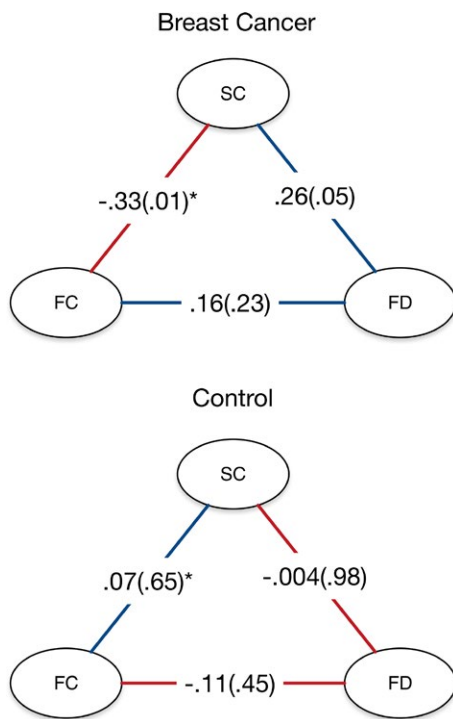 Breast Cancer
SC
-.33(.01)*
.26(.05)
FC
.16(.23)
FD
Control
SC
.07(.65)*
-.004(.98)
FC
-.11(.45)
FD